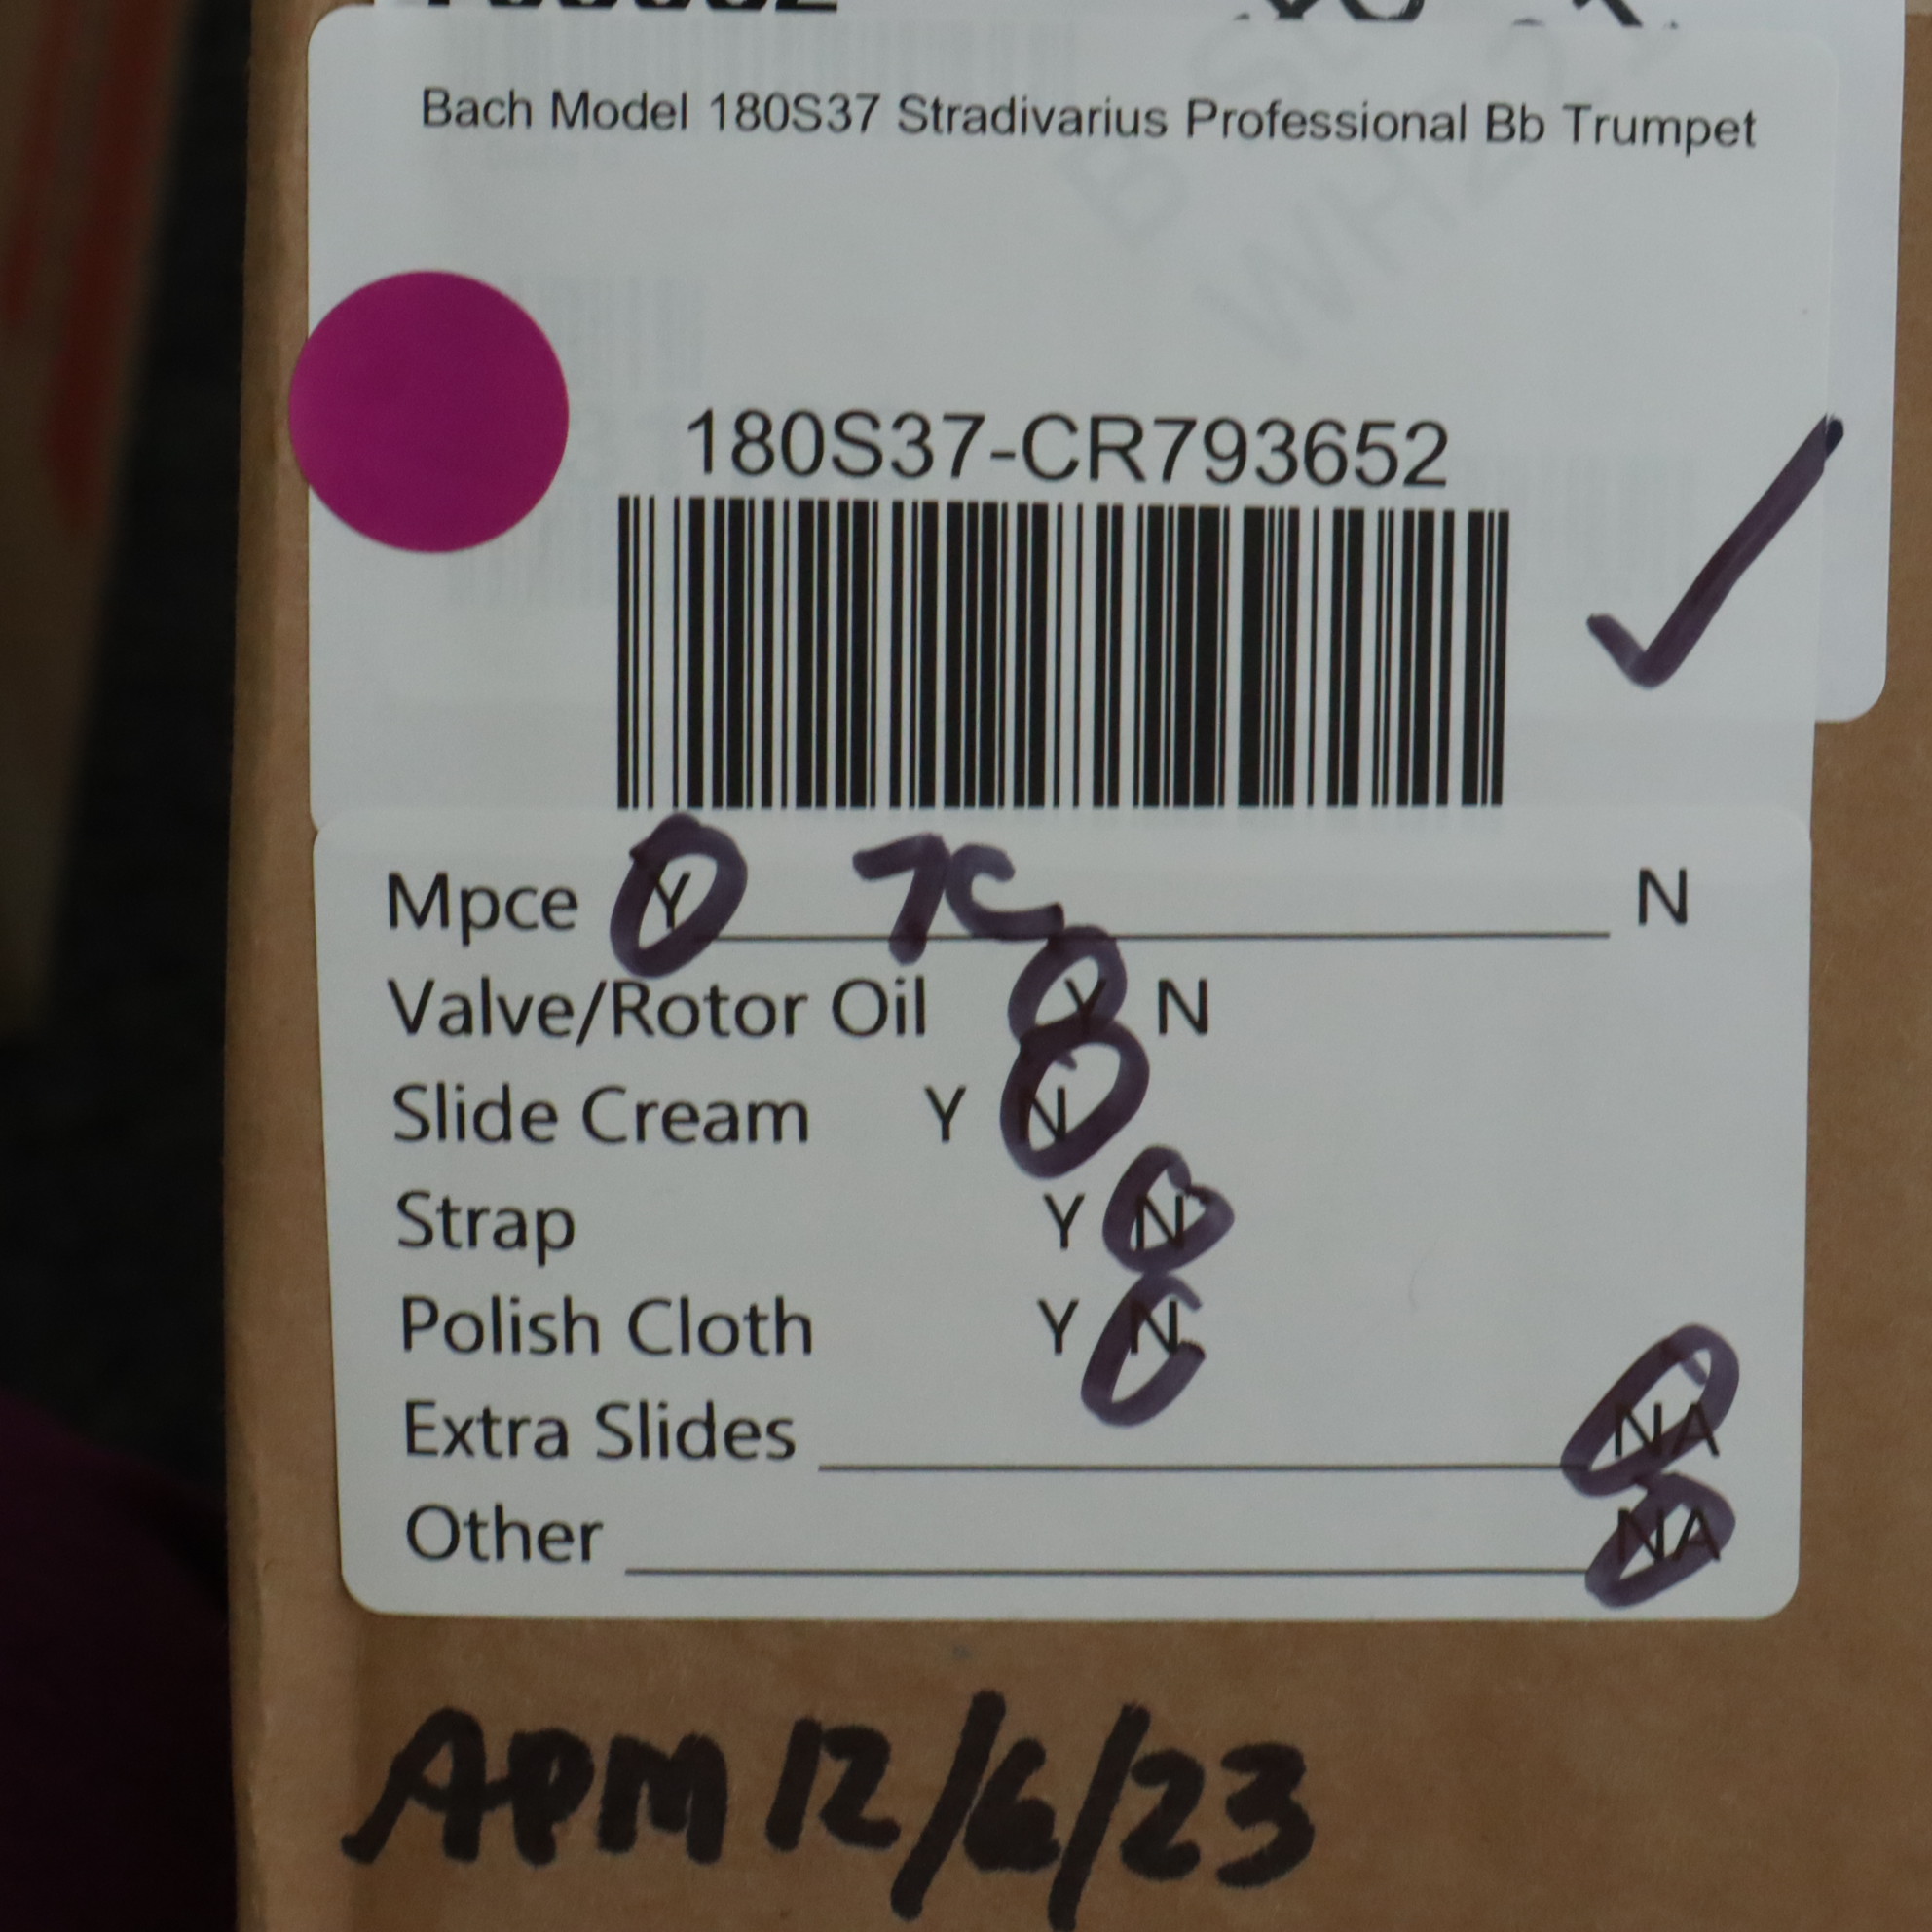 Bach Model 180S37 Stradivarius Professional Bb Trumpet
180S37-CR793652
Mpce Y 7C N
Valve/Rotor Oil Y N
Slide Cream Y N
Strap Y N
Polish Cloth Y N
Extra Slides NA
Other NA
APM 12/6/23